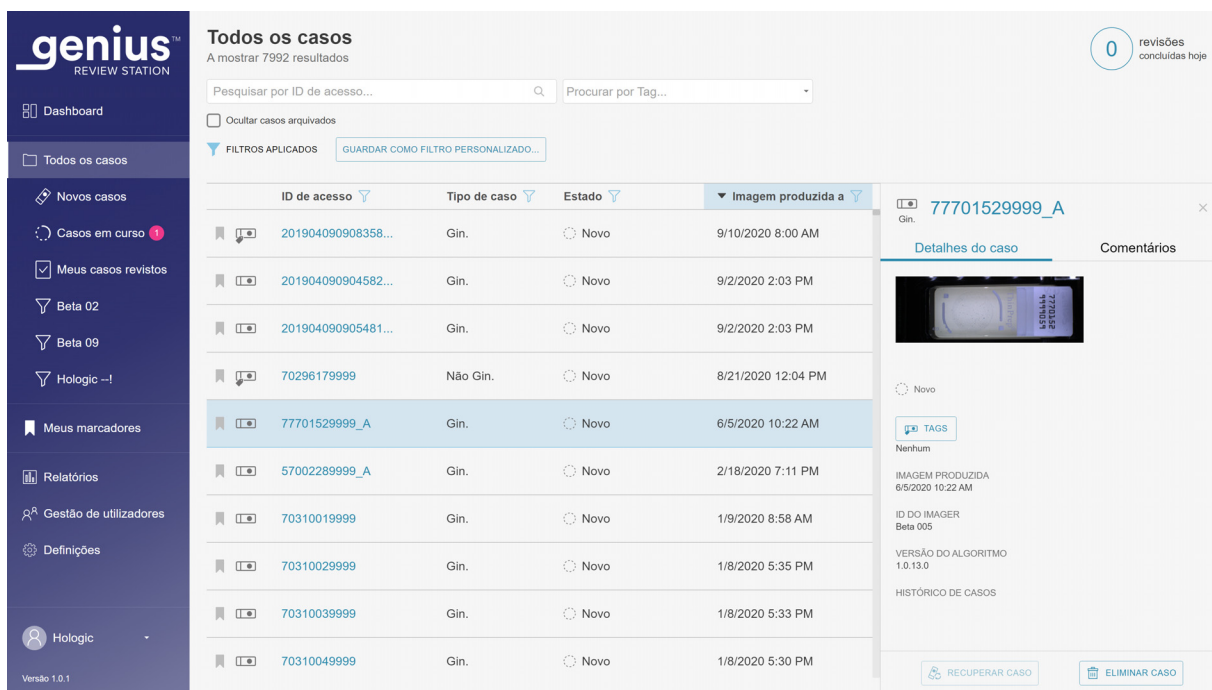 genius™
REVIEW STATION
Dashboard
Todos os casos
Novos casos
Casos em curso 1
Meus casos revistos
Beta 02
Beta 09
Hologic --!
Meus marcadores
Relatórios
Gestão de utilizadores
Definições
Hologic
Versão 1.0.1
Todos os casos
A mostrar 7992 resultados
0 revisões
concluídas hoje
Pesquisar por ID de acesso... Procurar por Tag...
Ocultar casos arquivados
FILTROS APLICADOS GUARDAR COMO FILTRO PERSONALIZADO...
ID de acesso Tipo de caso Estado Imagem produzida a
201904090908358... Gin. Novo 9/10/2020 8:00 AM
201904090904582... Gin. Novo 9/2/2020 2:03 PM
201904090905481... Gin. Novo 9/2/2020 2:03 PM
70296179999 Não Gin. Novo 8/21/2020 12:04 PM
77701529999_A Gin. Novo 6/5/2020 10:22 AM
57002289999_A Gin. Novo 2/18/2020 7:11 PM
70310019999 Gin. Novo 1/9/2020 8:58 AM
70310029999 Gin. Novo 1/8/2020 5:35 PM
70310039999 Gin. Novo 1/8/2020 5:33 PM
70310049999 Gin. Novo 1/8/2020 5:30 PM
Gin. 77701529999_A
Detalhes do caso Comentários
7770152
Novo
TAGS
Nenhum
IMAGEM PRODUZIDA
6/5/2020 10:22 AM
ID DO IMAGER
Beta 005
VERSÃO DO ALGORITMO
1.0.13.0
HISTÓRICO DE CASOS
RECUPERAR CASO ELIMINAR CASO